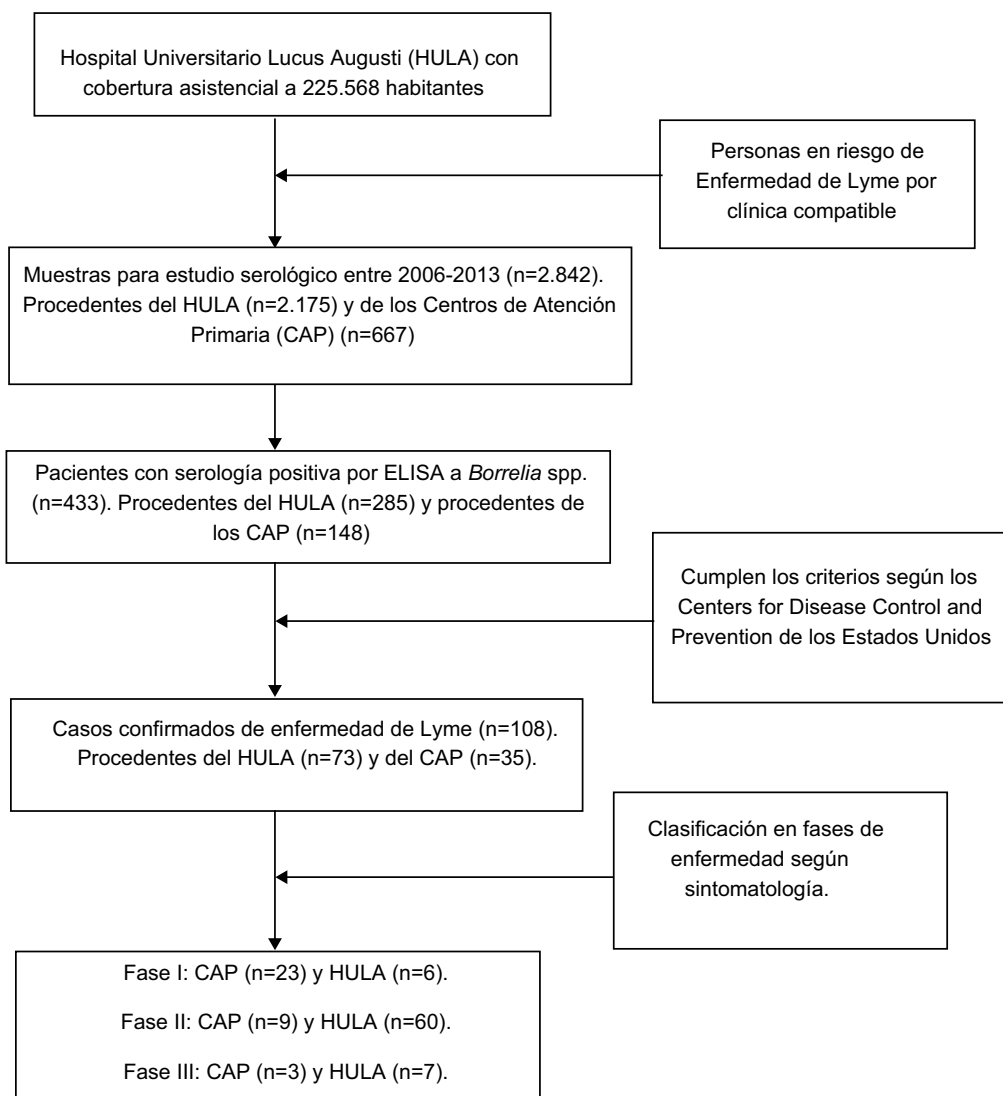 Hospital Universitario Lucus Augusti (HULA) con
cobertura asistencial a 225.568 habitantes
Personas en riesgo de
Enfermedad de Lyme por
clínica compatible
Muestras para estudio serológico entre 2006-2013 (n=2.842).
Procedentes del HULA (n=2.175) y de los Centros de Atención
Primaria (CAP) (n=667)
Pacientes con serología positiva por ELISA a Borrelia spp.
(n=433). Procedentes del HULA (n=285) y procedentes de
los CAP (n=148)
Cumplen los criterios según los
Centers for Disease Control and
Prevention de los Estados Unidos
Casos confirmados de enfermedad de Lyme (n=108).
Procedentes del HULA (n=73) y del CAP (n=35).
Clasificación en fases de
enfermedad según
sintomatología.
Fase I: CAP (n=23) y HULA (n=6).
Fase II: CAP (n=9) y HULA (n=60).
Fase III: CAP (n=3) y HULA (n=7).